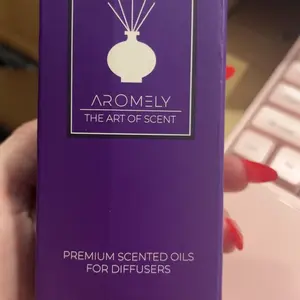 AROMELY
THE ART OF SCENT
PREMIUM SCENTED OILS
FOR DIFFUSERS